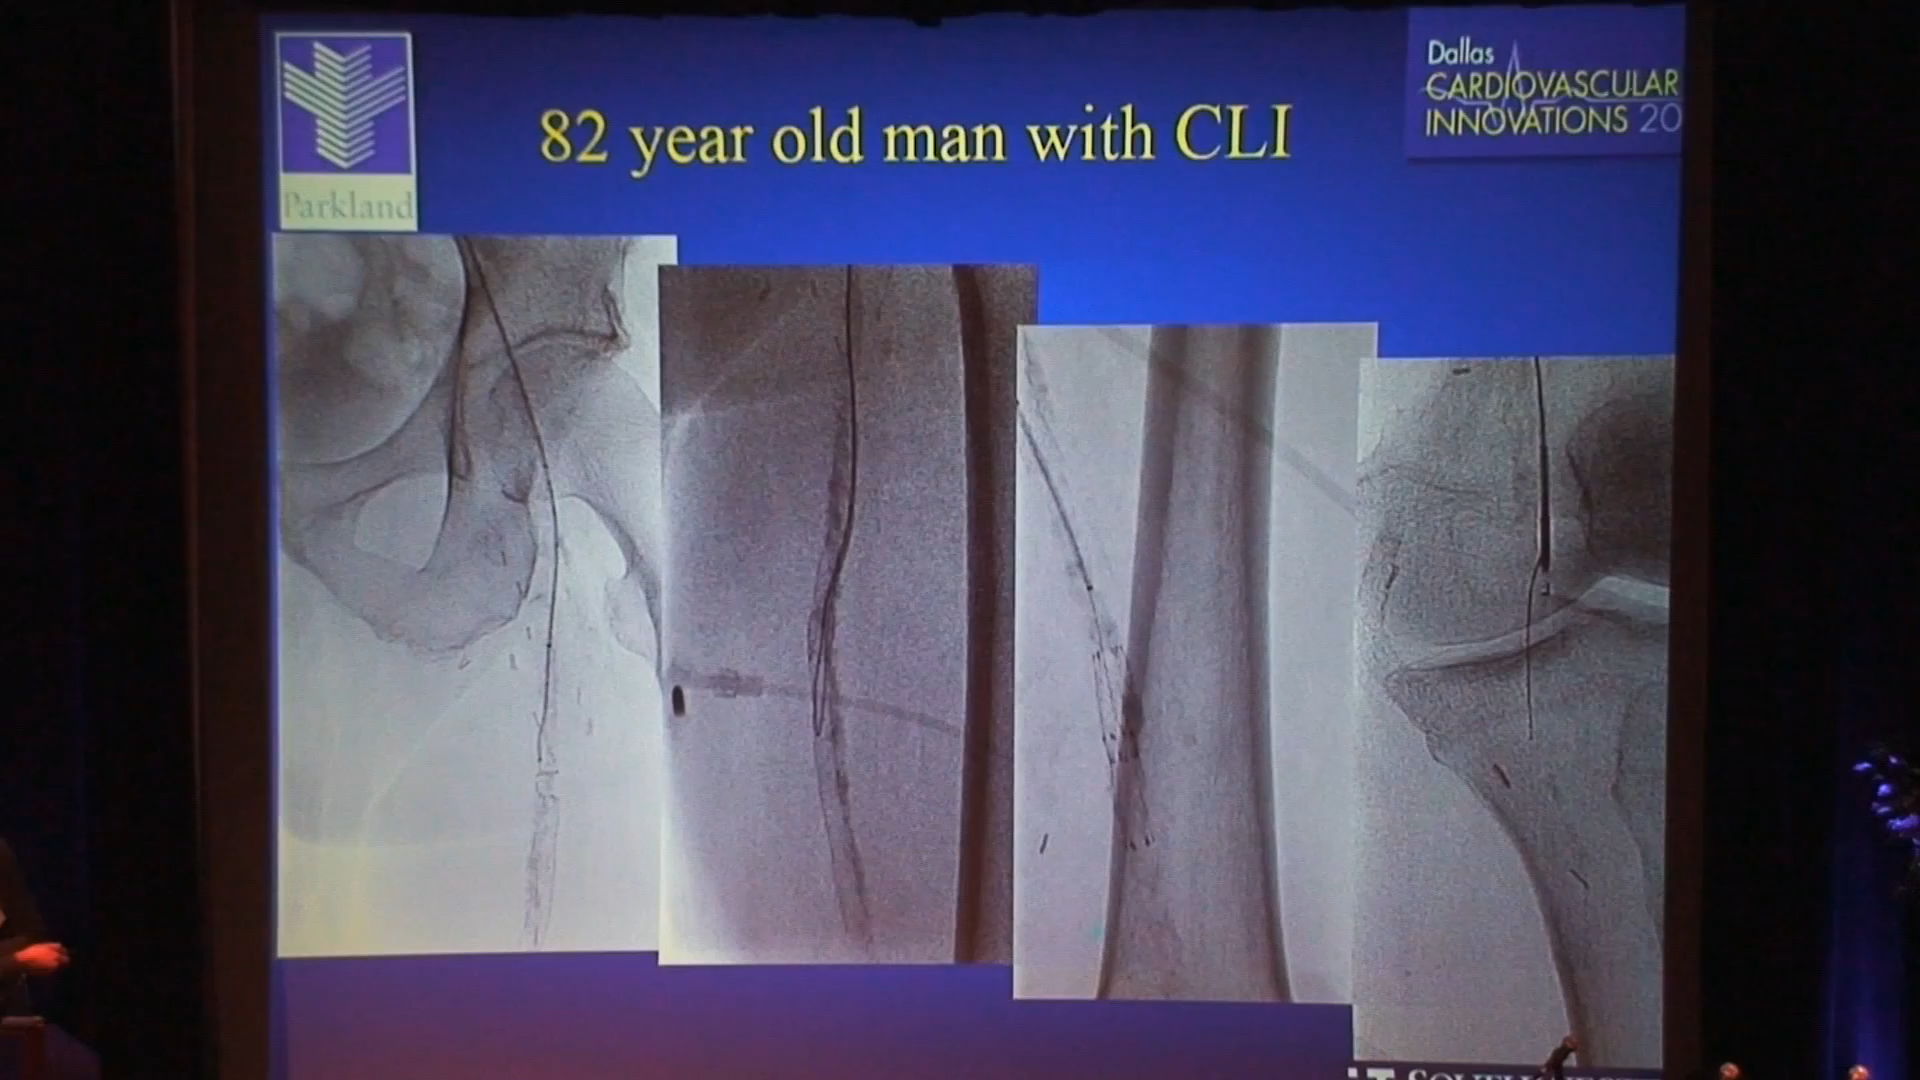 Parkland
82 year old man with CLI
Dallas
CARDIOVASCULAR
INNOVATIONS 20